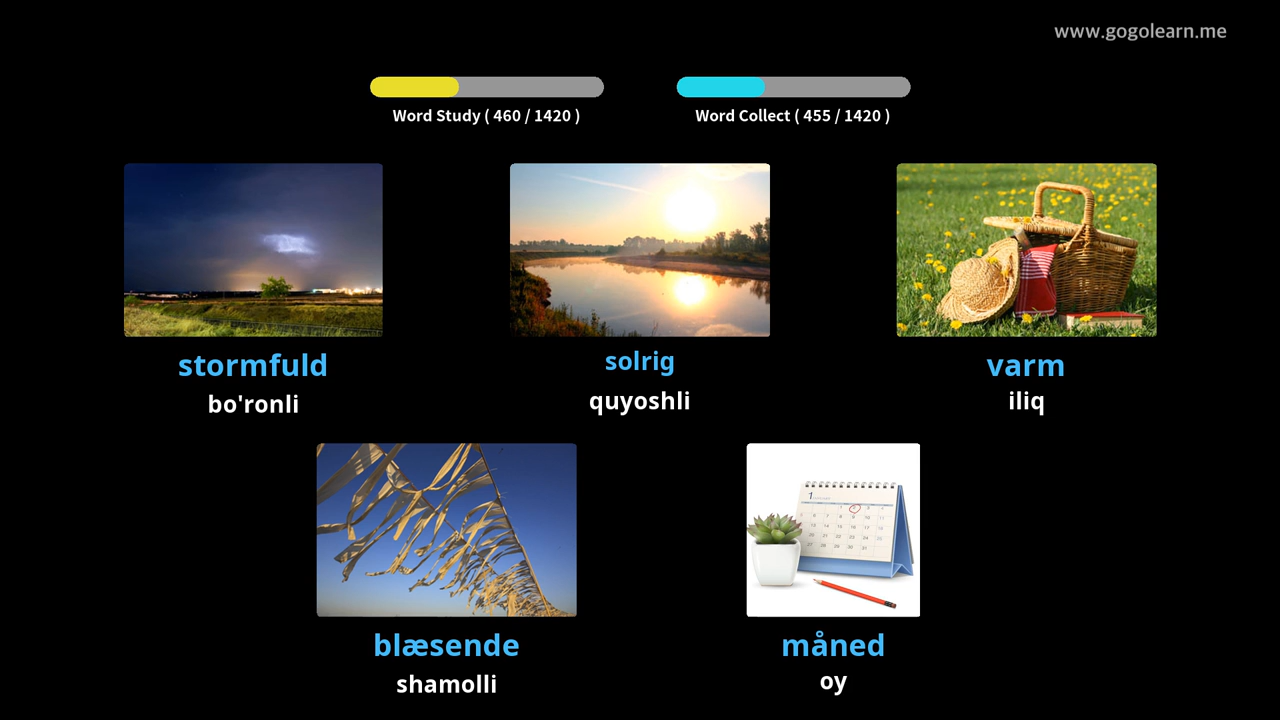 www.gogolearn.me
Word Study ( 460 / 1420 )
Word Collect ( 455 / 1420 )
stormfuld
bo'ronli
solrig
quyoshli
varm
iliq
blæsende
shamolli
måned
oy